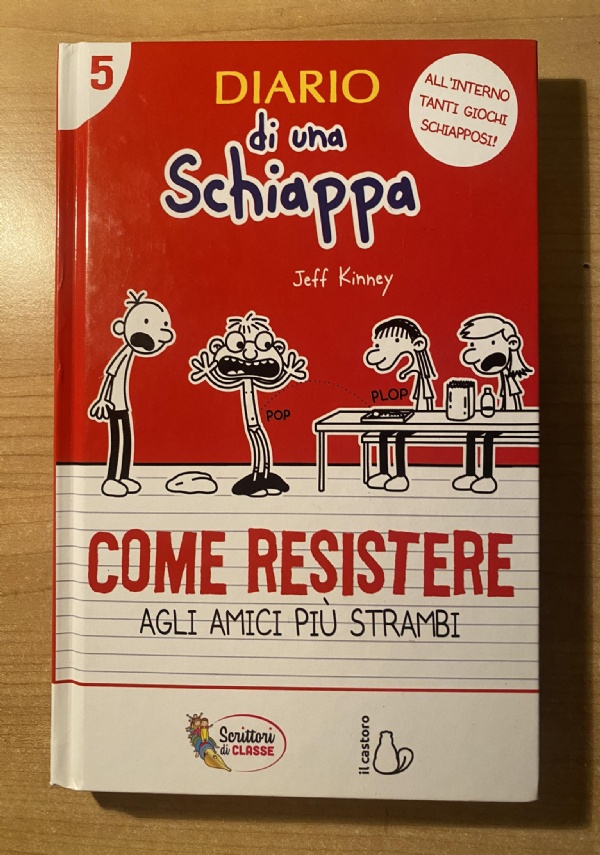 5
DIARIO
di una
Schiappa
ALL'INTERNO
TANTI GIOCHI
SCHIAPPOSI!
Jeff Kinney
POP
PLOP
COME RESISTERE
AGLI AMICI PIÙ STRAMBI
Scrittori
di CLASSE
il castoro